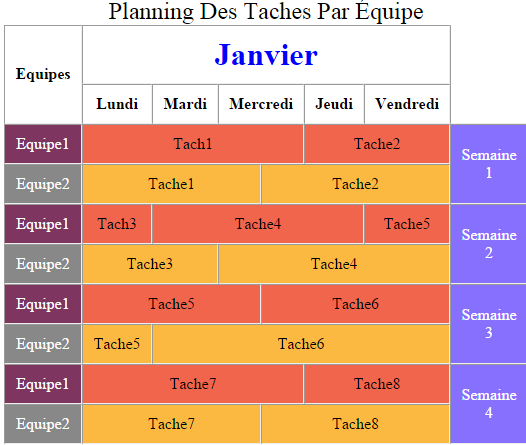 Planning Des Taches Par Équipe
Equipes
Janvier
Lundi Mardi Mercredi Jeudi Vendredi
Equipe1 Tach1 Tache2 Semaine 1
Equipe2 Tache1 Tache2
Equipe1 Tach3 Tache4 Tache5 Semaine 2
Equipe2 Tache3 Tache4
Equipe1 Tache5 Tache6 Semaine 3
Equipe2 Tache5 Tache6
Equipe1 Tache7 Tache8 Semaine 4
Equipe2 Tache7 Tache8